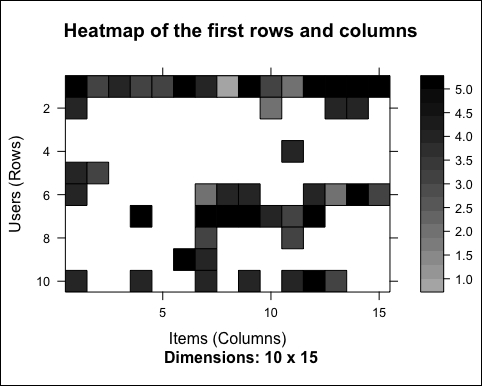 Heatmap of the first rows and columns
2
4
6
8
10
Users (Rows)
5 10 15
Items (Columns)
Dimensions: 10 x 15
5.0
4.5
4.0
3.5
3.0
2.5
2.0
1.5
1.0